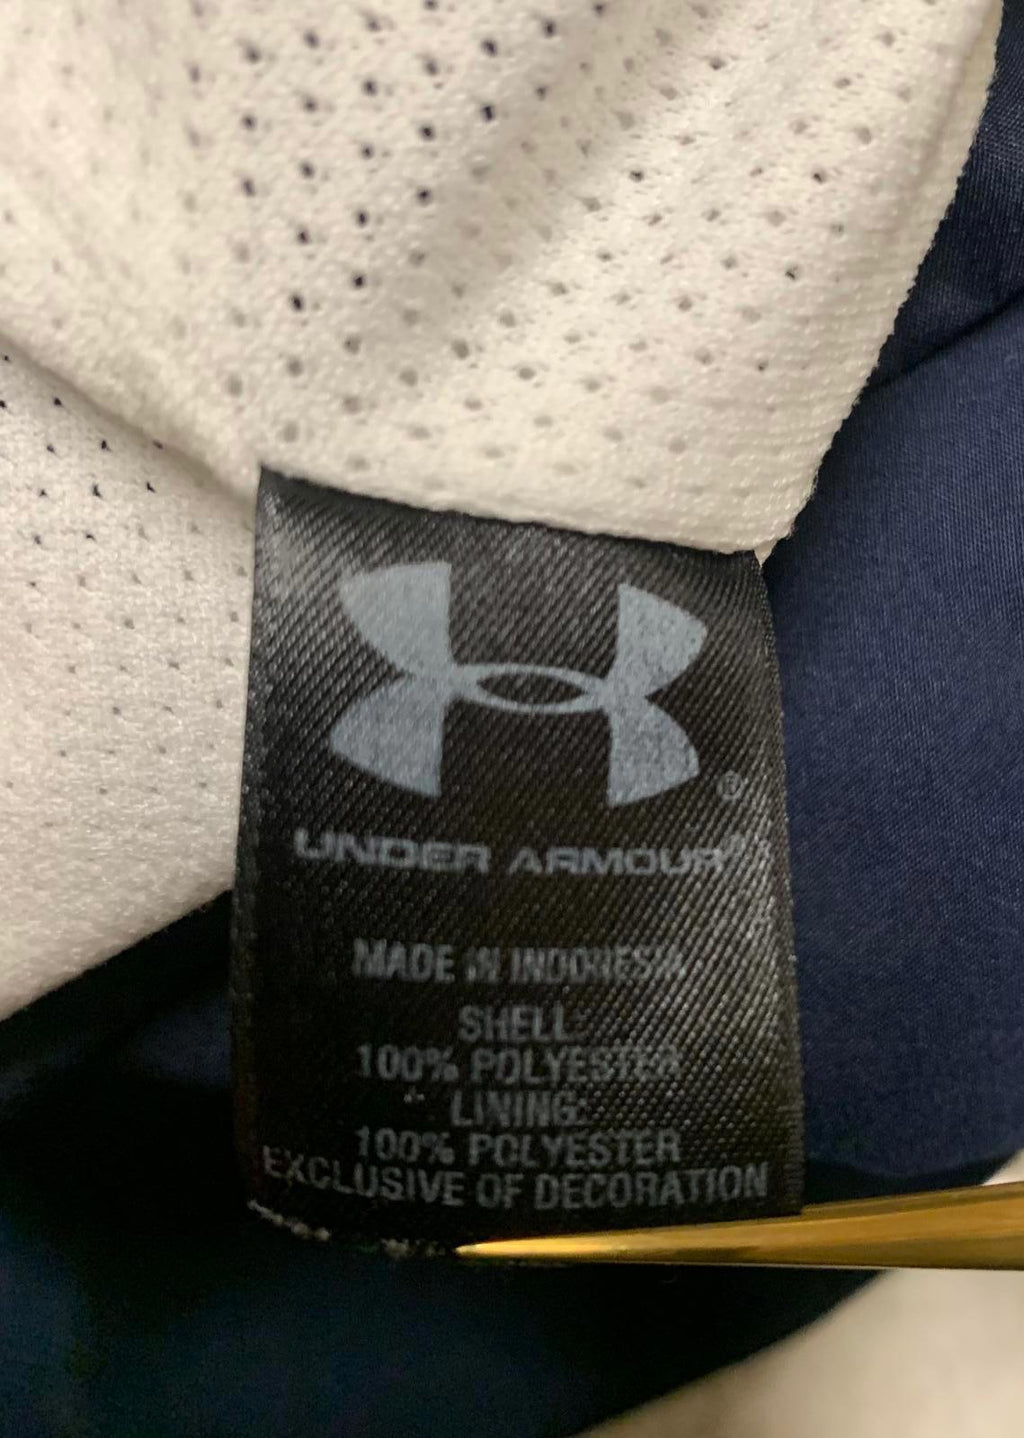 ®
UNDER ARMOUR®
MADE IN INDONESIA
SHELL:
100% POLYESTER
LINING:
100% POLYESTER
EXCLUSIVE OF DECORATION